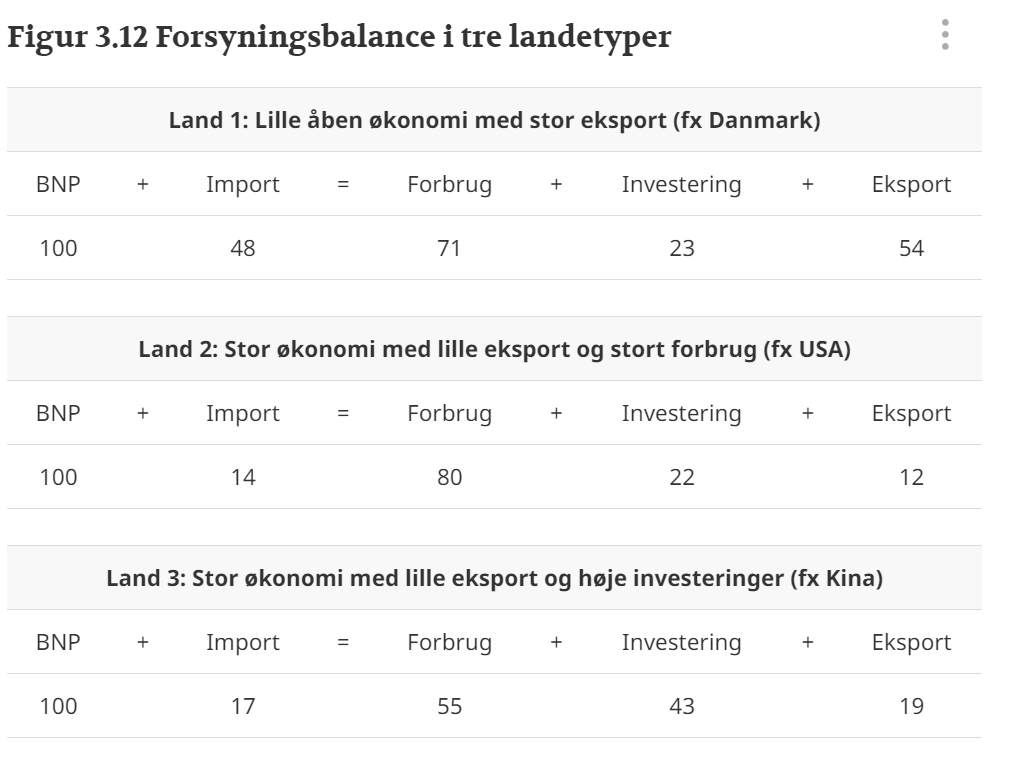 Figur 3.12 Forsyningsbalance i tre landetyper
Land 1: Lille åben økonomi med stor eksport (fx Danmark)
BNP + Import = Forbrug + Investering + Eksport
100 48 71 23 54
Land 2: Stor økonomi med lille eksport og stort forbrug (fx USA)
BNP + Import = Forbrug + Investering + Eksport
100 14 80 22 12
Land 3: Stor økonomi med lille eksport og høje investeringer (fx Kina)
BNP + Import = Forbrug + Investering + Eksport
100 17 55 43 19